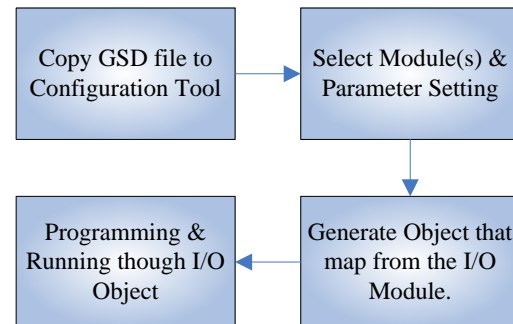 Copy GSD file to
Configuration Tool
Select Module(s) &
Parameter Setting
Generate Object that
map from the I/O
Module.
Programming &
Running though I/O
Object